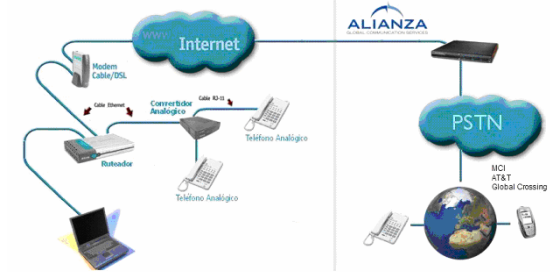 www
Internet
ALIANZA
GLOBAL COMMUNICATION SERVICES
Modem
Cable/DSL
Cable Ethernet
Convertidor
Analógico
Cable RJ-11
Teléfono Analógico
Ruteador
Teléfono Analógico
PSTN
MCI
AT&T
Global Crossing